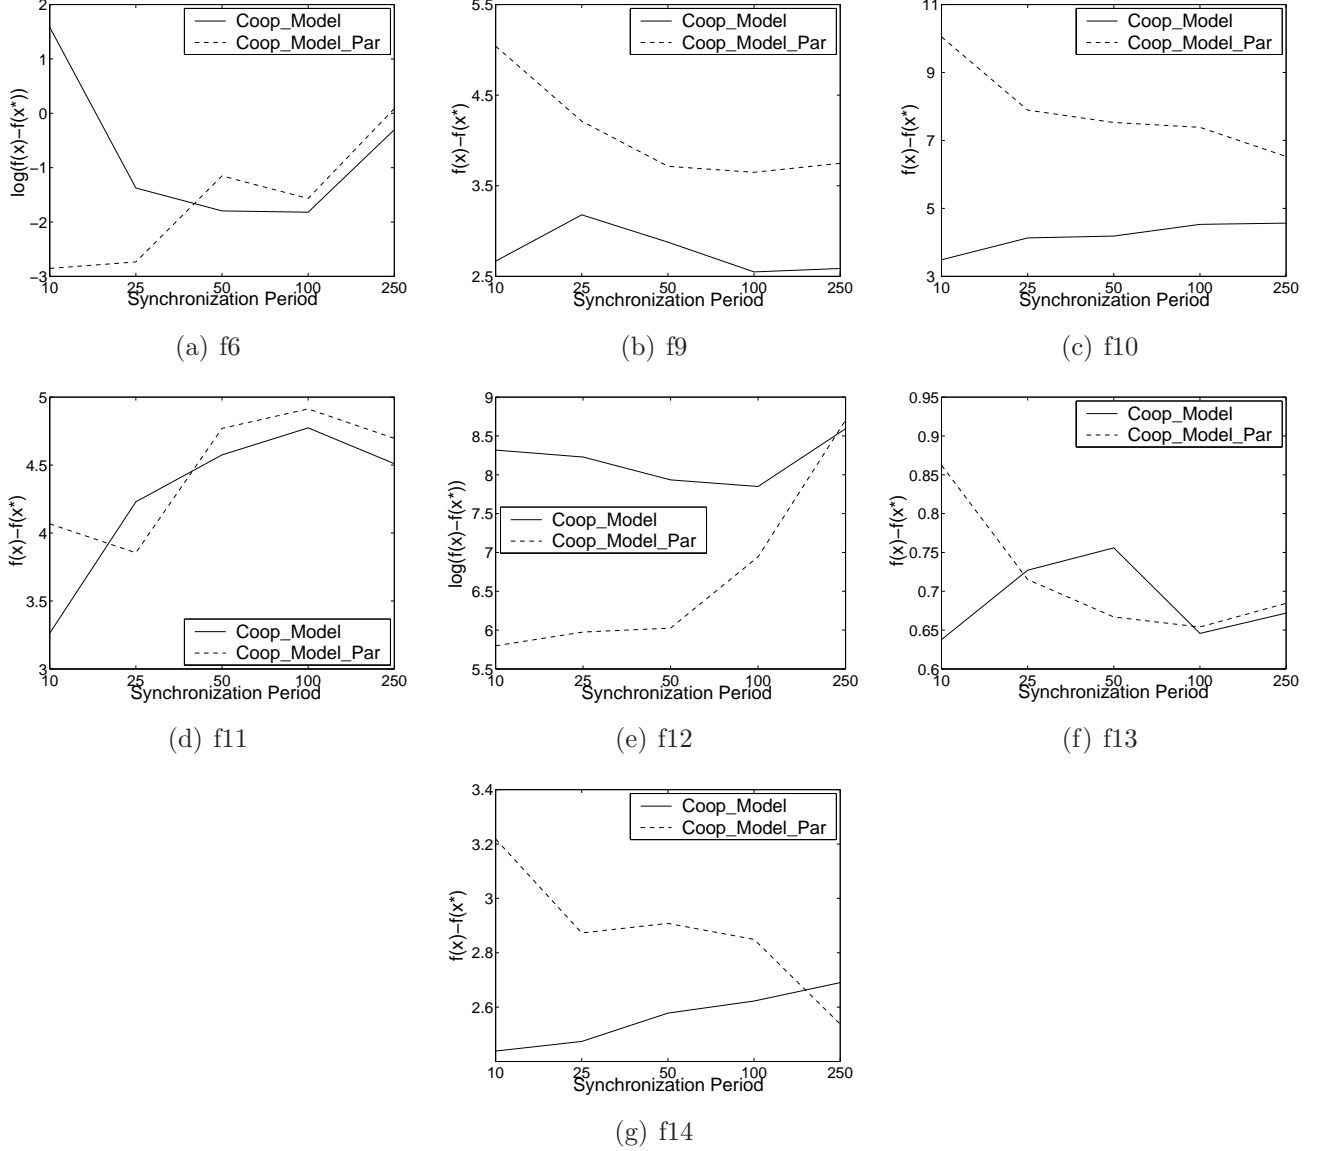 2
1
0
−1
−2
−3
log(f(x)−f(x*))
Coop_Model
Coop_Model_Par
10 25 50 100 250
Synchronization Period
(a) f6
5.5
4.5
3.5
2.5
f(x)−f(x*)
Coop_Model
Coop_Model_Par
10 25 50 100 250
Synchronization Period
(b) f9
11
9
7
5
3
f(x)−f(x*)
Coop_Model
Coop_Model_Par
10 25 50 100 250
Synchronization Period
(c) f10
5
4.5
4
3.5
3
f(x)−f(x*)
Coop_Model
Coop_Model_Par
10 25 50 100 250
Synchronization Period
(d) f11
9
8.5
8
7
6.5
6
5.5
log(f(x)−f(x*))
Coop_Model
Coop_Model_Par
10 25 50 100 250
Synchronization Period
(e) f12
0.95
0.9
0.85
0.8
0.75
0.7
0.65
0.6
f(x)−f(x*)
Coop_Model
Coop_Model_Par
10 25 50 100 250
Synchronization Period
(f) f13
3.4
3.2
3
2.8
2.6
f(x)−f(x*)
Coop_Model
Coop_Model_Par
10 25 50 100 250
Synchronization Period
(g) f14